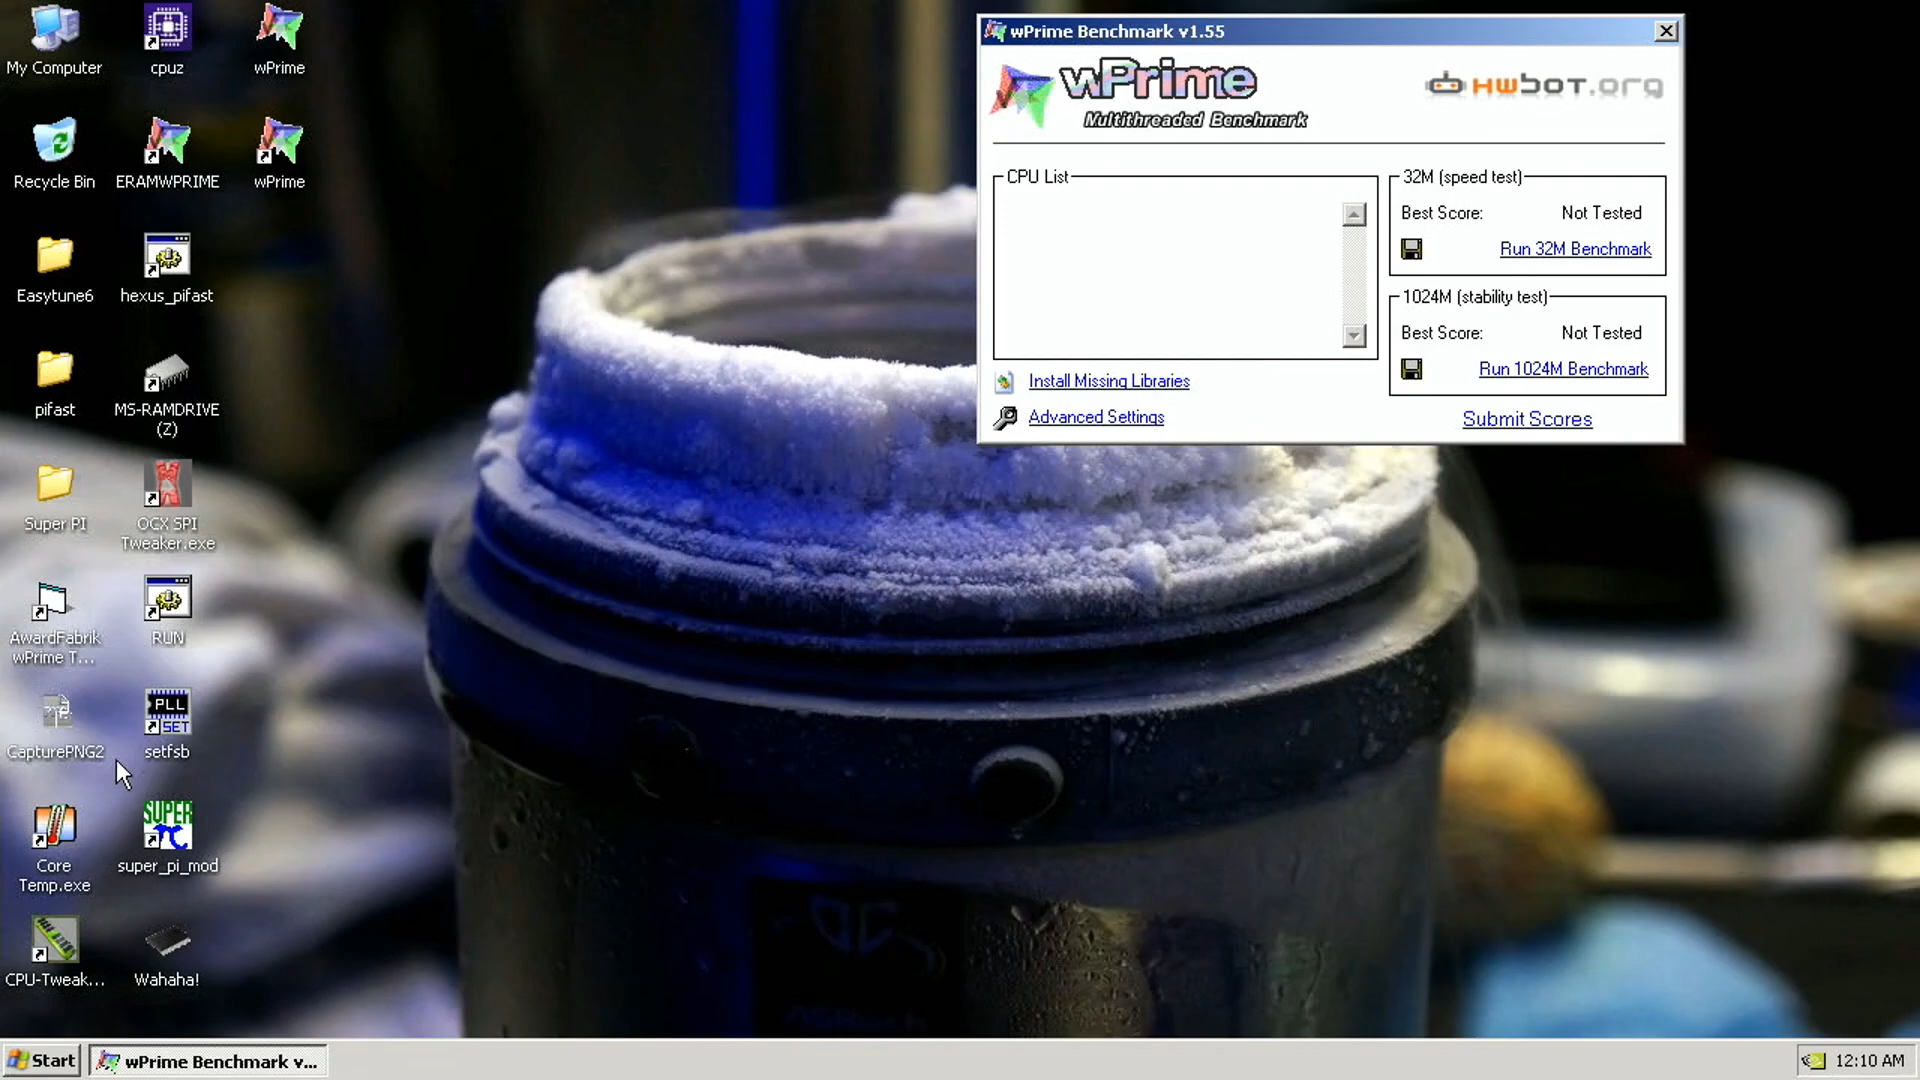 My Computer
cpuz
wPrime
Recycle Bin
ERAMWPRIME
wPrime
Easytune6
hexus_pifast
pifast
MS-RAMDRIVE
(Z)
Super PI
OCX SPI
Tweaker.exe
AwardFabrik
wPrime T...
RUN
CapturePNG2
PLL
SET
setfsb
Core
Temp.exe
SUPER
π
super_pi_mod
CPU-Tweak...
Wahaha!
wPrime Benchmark v1.55
wPrime
Multithreaded Benchmark
HWBOT.org
CPU List
32M (speed test)
Best Score: Not Tested
Run 32M Benchmark
1024M (stability test)
Best Score: Not Tested
Run 1024M Benchmark
Install Missing Libraries
Advanced Settings
Submit Scores
Start
wPrime Benchmark v...
12:10 AM